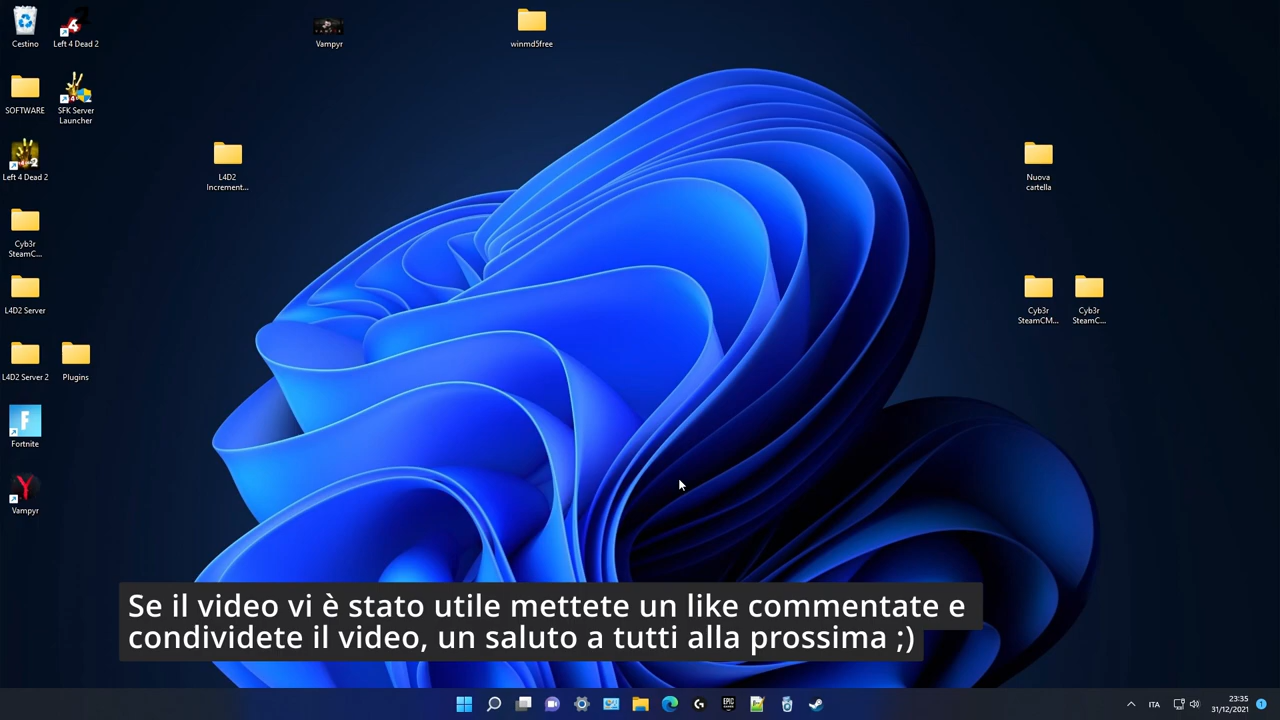 Cestino
Left 4 Dead 2
Vampyr
winmd5free
SOFTWARE
SFK Server
Launcher
Left 4 Dead 2
L4D2
Increment...
Nuova
cartella
Cyb3r
SteamC...
L4D2 Server
Cyb3r
SteamCM...
Cyb3r
SteamC...
L4D2 Server 2
Plugins
Fortnite
Vampyr
Se il video vi è stato utile mettete un like commentate e
condividete il video, un saluto a tutti alla prossima ;)
EPIC
ITA
23:35
31/12/2021
1